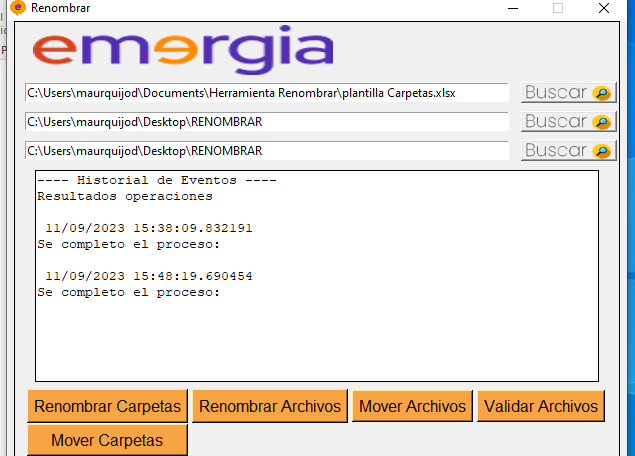 Renombrar
emergia
C:\Users\maurquijod\Documents\Herramienta Renombrar\plantilla Carpetas.xlsx
Buscar
C:\Users\maurquijod\Desktop\RENOMBRAR
Buscar
C:\Users\maurquijod\Desktop\RENOMBRAR
Buscar
---- Historial de Eventos ----
Resultados operaciones
11/09/2023 15:38:09.832191
Se completo el proceso:
11/09/2023 15:48:19.690454
Se completo el proceso:
Renombrar Carpetas
Renombrar Archivos
Mover Archivos
Validar Archivos
Mover Carpetas